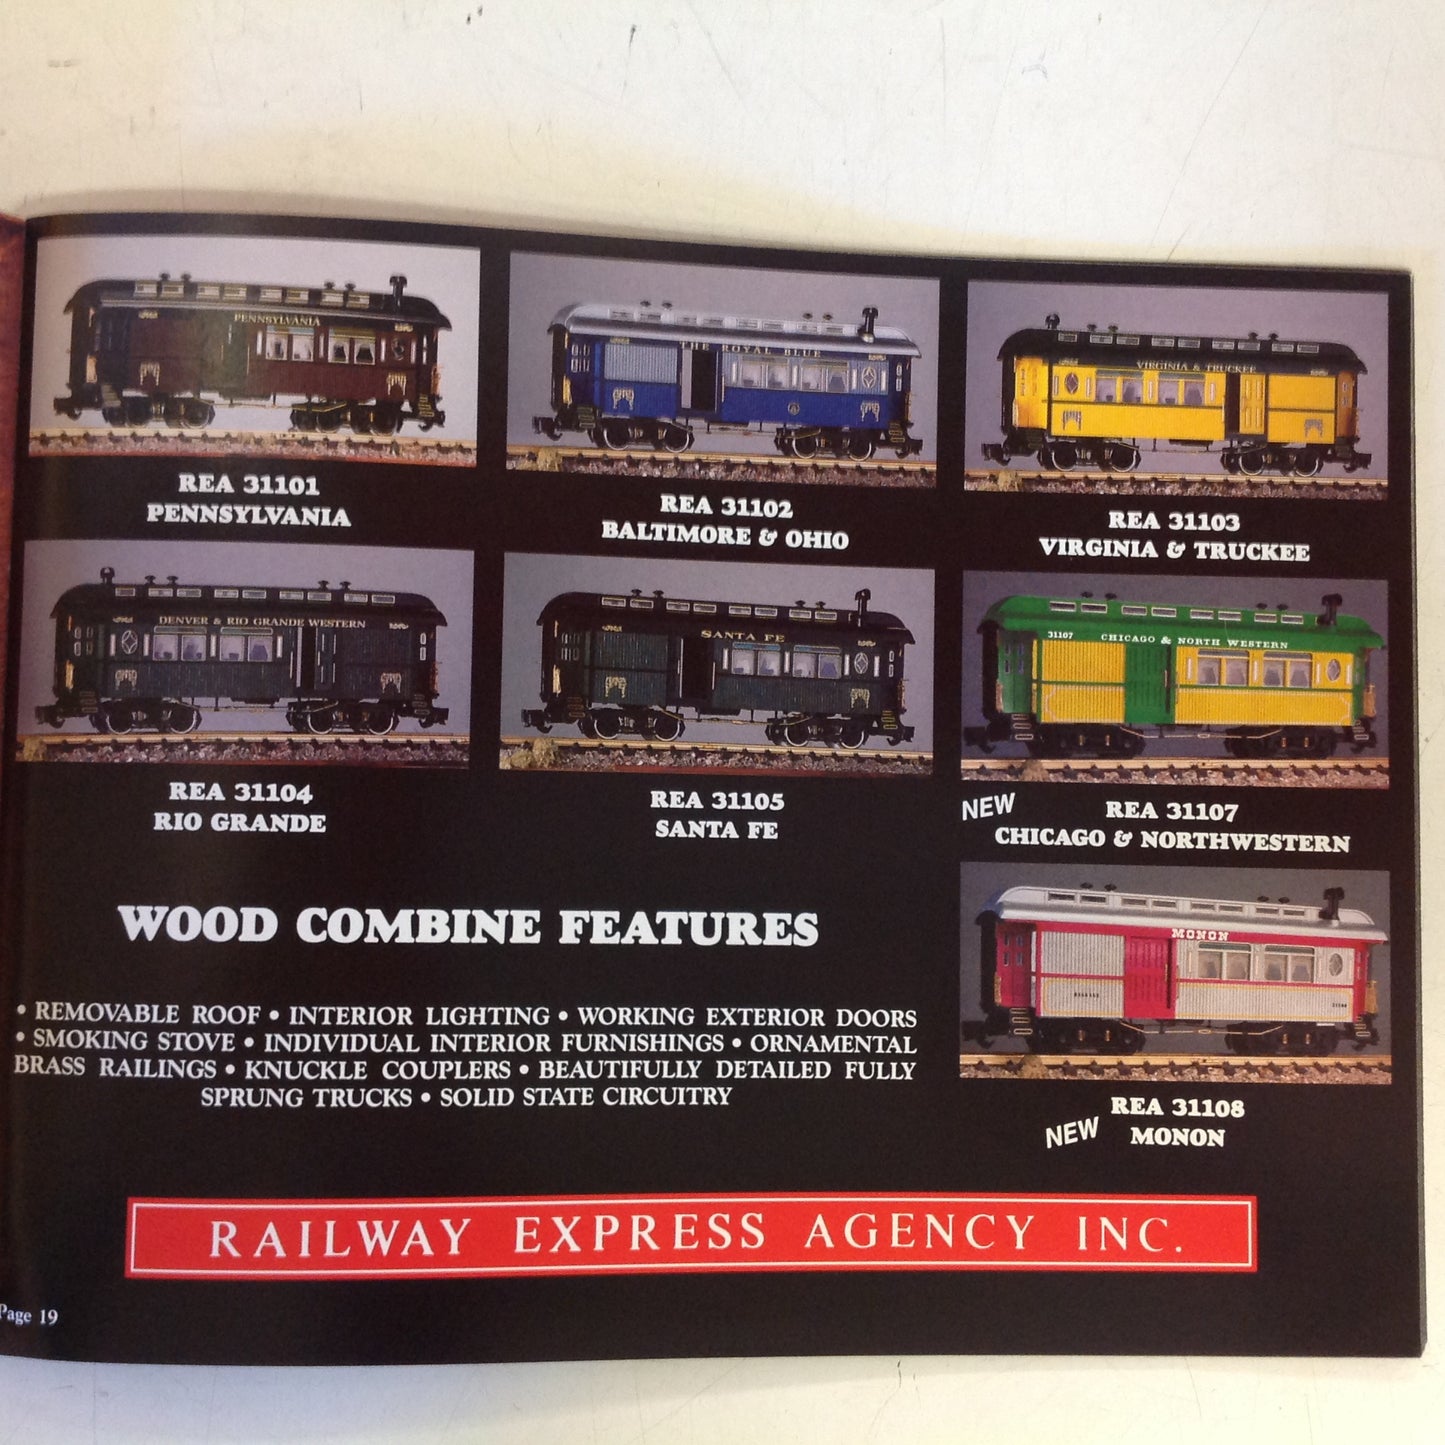 PENNSYLVANIA
REA 31101
PENNSYLVANIA
THE ROYAL BLUE
REA 31102
BALTIMORE & OHIO
VIRGINIA & TRUCKEE
REA 31103
VIRGINIA & TRUCKEE
DENVER & RIO GRANDE WESTERN
REA 31104
RIO GRANDE
SANTA FE
REA 31105
SANTA FE
31107 CHICAGO & NORTH WESTERN
NEW REA 31107
CHICAGO & NORTHWESTERN
MONON
31108
REA 31108
NEW MONON
WOOD COMBINE FEATURES
• REMOVABLE ROOF • INTERIOR LIGHTING • WORKING EXTERIOR DOORS
• SMOKING STOVE • INDIVIDUAL INTERIOR FURNISHINGS • ORNAMENTAL
BRASS RAILINGS • KNUCKLE COUPLERS • BEAUTIFULLY DETAILED FULLY
SPRUNG TRUCKS • SOLID STATE CIRCUITRY
RAILWAY EXPRESS AGENCY INC.
Page 19